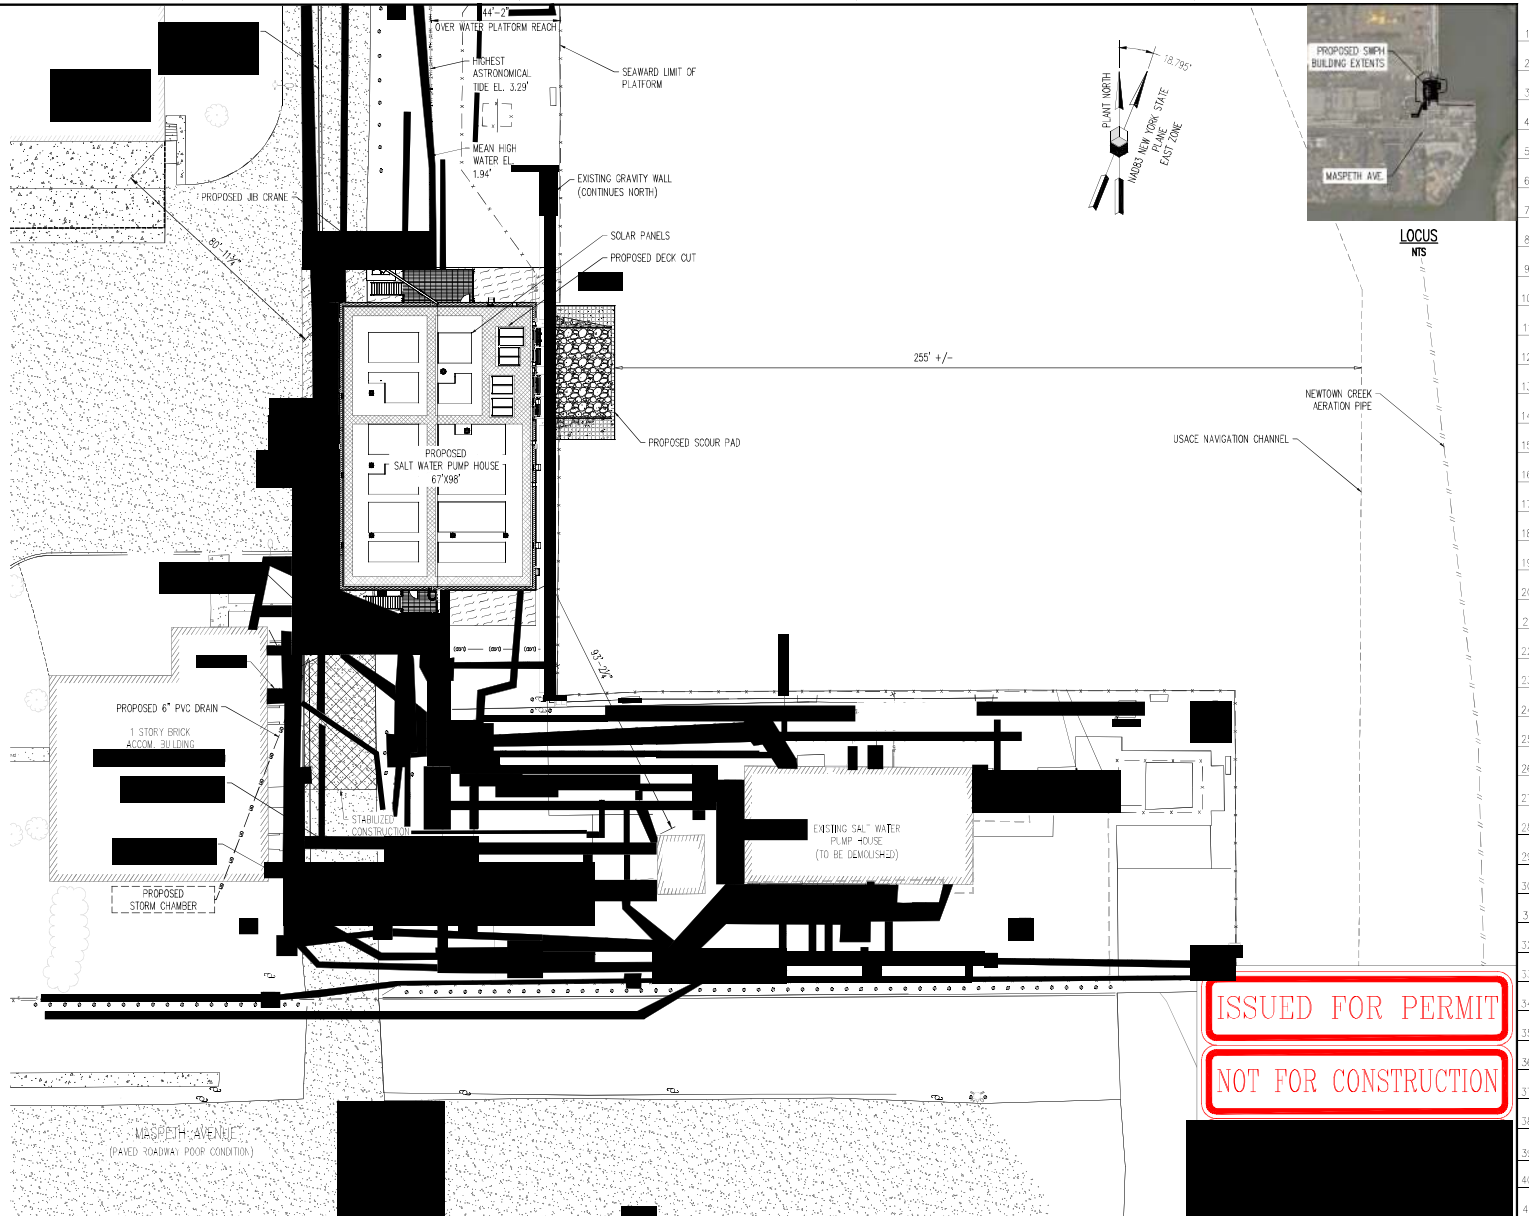 44'-2"
OVER WATER PLATFORM REACH
HIGHEST
ASTRONOMICAL
TIDE EL. 3.29'
SEAWARD LIMIT OF
PLATFORM
MEAN HIGH
WATER EL.
1.94'
EXISTING GRAVITY WALL
(CONTINUES NORTH)
PROPOSED JIB CRANE
80'-11¾"
SOLAR PANELS
PROPOSED DECK CUT
18.795°
PLANT NORTH
NAD83 NEW YORK STATE
PLANE
EAST ZONE
PROPOSED SWPH
BUILDING EXTENTS
MASPETH AVE.
LOCUS
NTS
255' +/-
NEWTOWN CREEK
AERATION PIPE
USACE NAVIGATION CHANNEL
PROPOSED SCOUR PAD
PROPOSED
SALT WATER PUMP HOUSE
67'X98'
PROPOSED 6" PVC DRAIN
1 STORY BRICK
ACCOM. BUILDING
STABILIZED
CONSTRUCTION
EXISTING SALT WATER
PUMP HOUSE
(TO BE DEMOLISHED)
PROPOSED
STORM CHAMBER
ISSUED FOR PERMIT
NOT FOR CONSTRUCTION
MASPETH AVENUE
(PAVED ROADWAY POOR CONDITION)